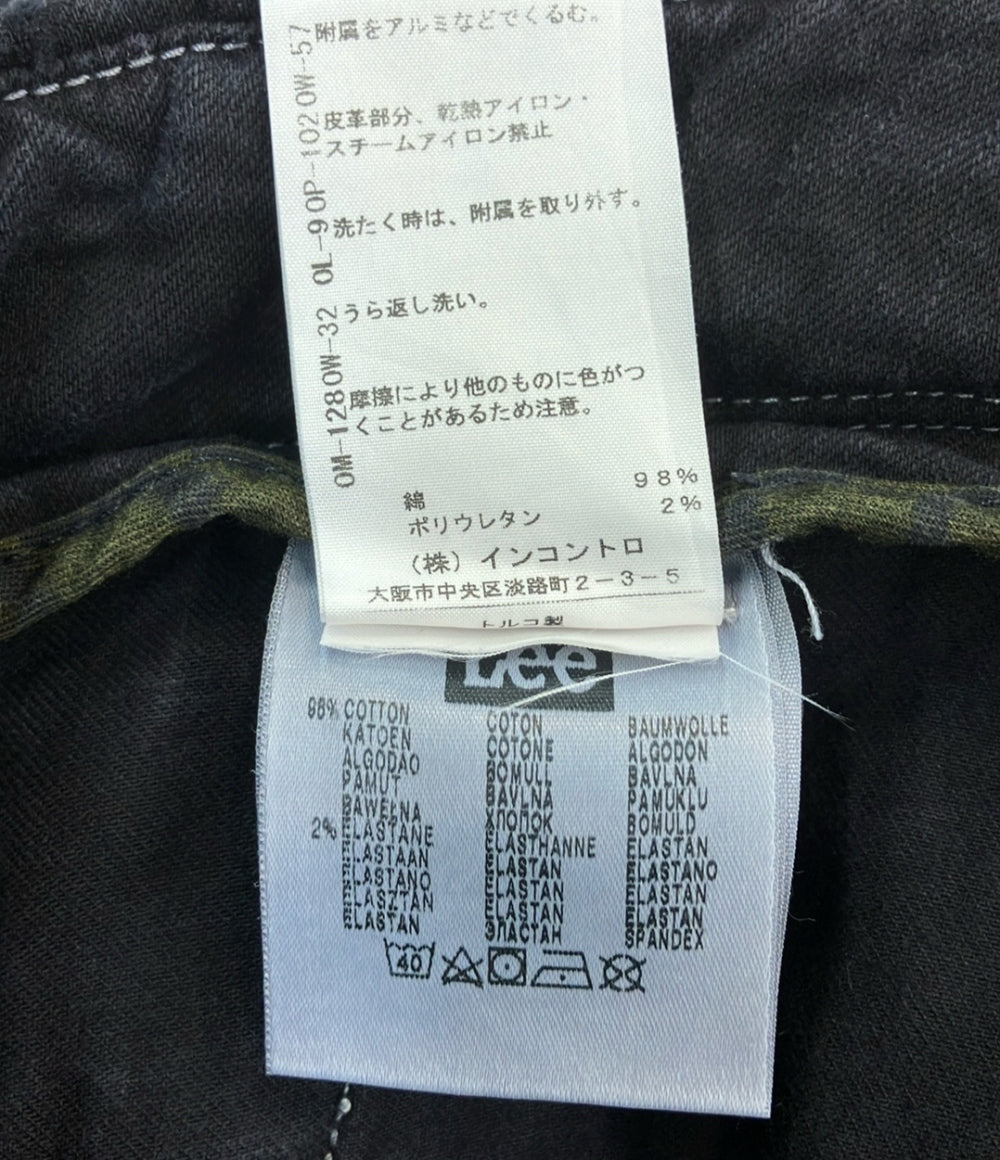 附属をアルミなどでくるむ。
皮革部分、乾熱アイロン・
スチームアイロン禁止
洗たく時は、附属を取り外す。
うら返し洗い。
摩擦により他のものに色がつ
くことがあるため注意。
OM-1280W-32 OL-90P-1020W-57
綿 98%
ポリウレタン 2%
(株)インコントロ
大阪市中央区淡路町2-3-5
トルコ製
Lee
98% COTTON COTON BAUMWOLLE
KATOEN COTONE ALGODON
ALGODAO BOMULL BAVLNA
PAMUT BAVLNA PAMUKLU
BAWEŁNA ХЛОПОК BOMULD
2% ELASTANE ELASTHANNE ELASTAN
ELASTAAN ELASTAN ELASTANO
ELASTANO ELASTAN ELASTAN
ELASZTAN ELASTAN ELASTAN
ELASTAN ЭЛАСТАН SPANDEX
40